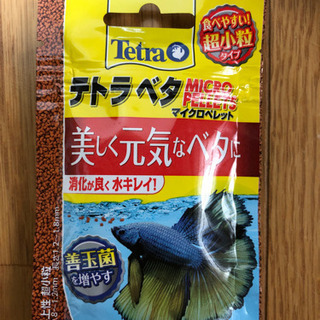 Tetra
食べやすい!
超小粒
タイプ
テトラ ベタ
MICRO
PELLETS
マイクロペレット
美しく元気なベタに
消化が良く 水キレイ!
善玉菌
を増やす